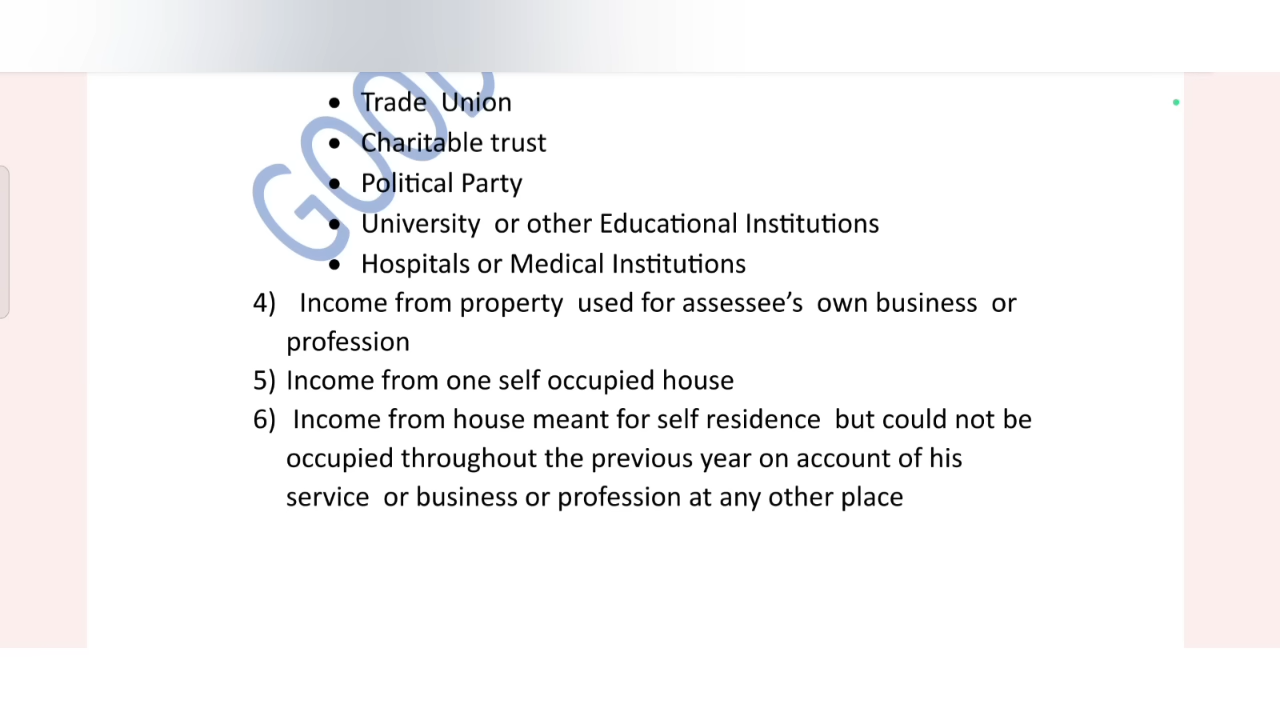 GOOD
• Trade Union
• Charitable trust
• Political Party
• University or other Educational Institutions
• Hospitals or Medical Institutions
4) Income from property used for assessee’s own business or
profession
5) Income from one self occupied house
6) Income from house meant for self residence but could not be
occupied throughout the previous year on account of his
service or business or profession at any other place